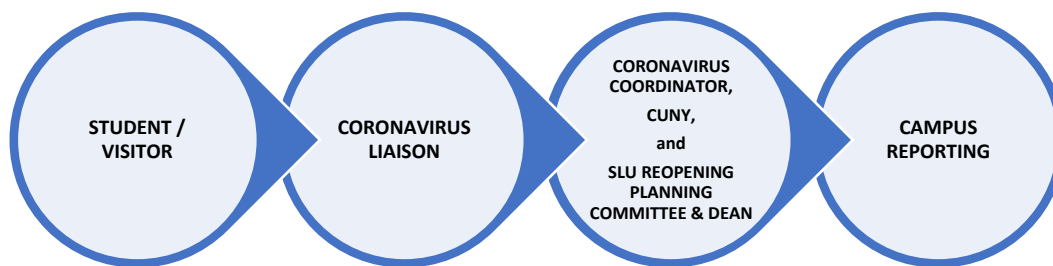 STUDENT /
VISITOR
CORONAVIRUS
LIAISON
CORONAVIRUS
COORDINATOR,
CUNY,
and
SLU REOPENING
PLANNING
COMMITTEE & DEAN
CAMPUS
REPORTING